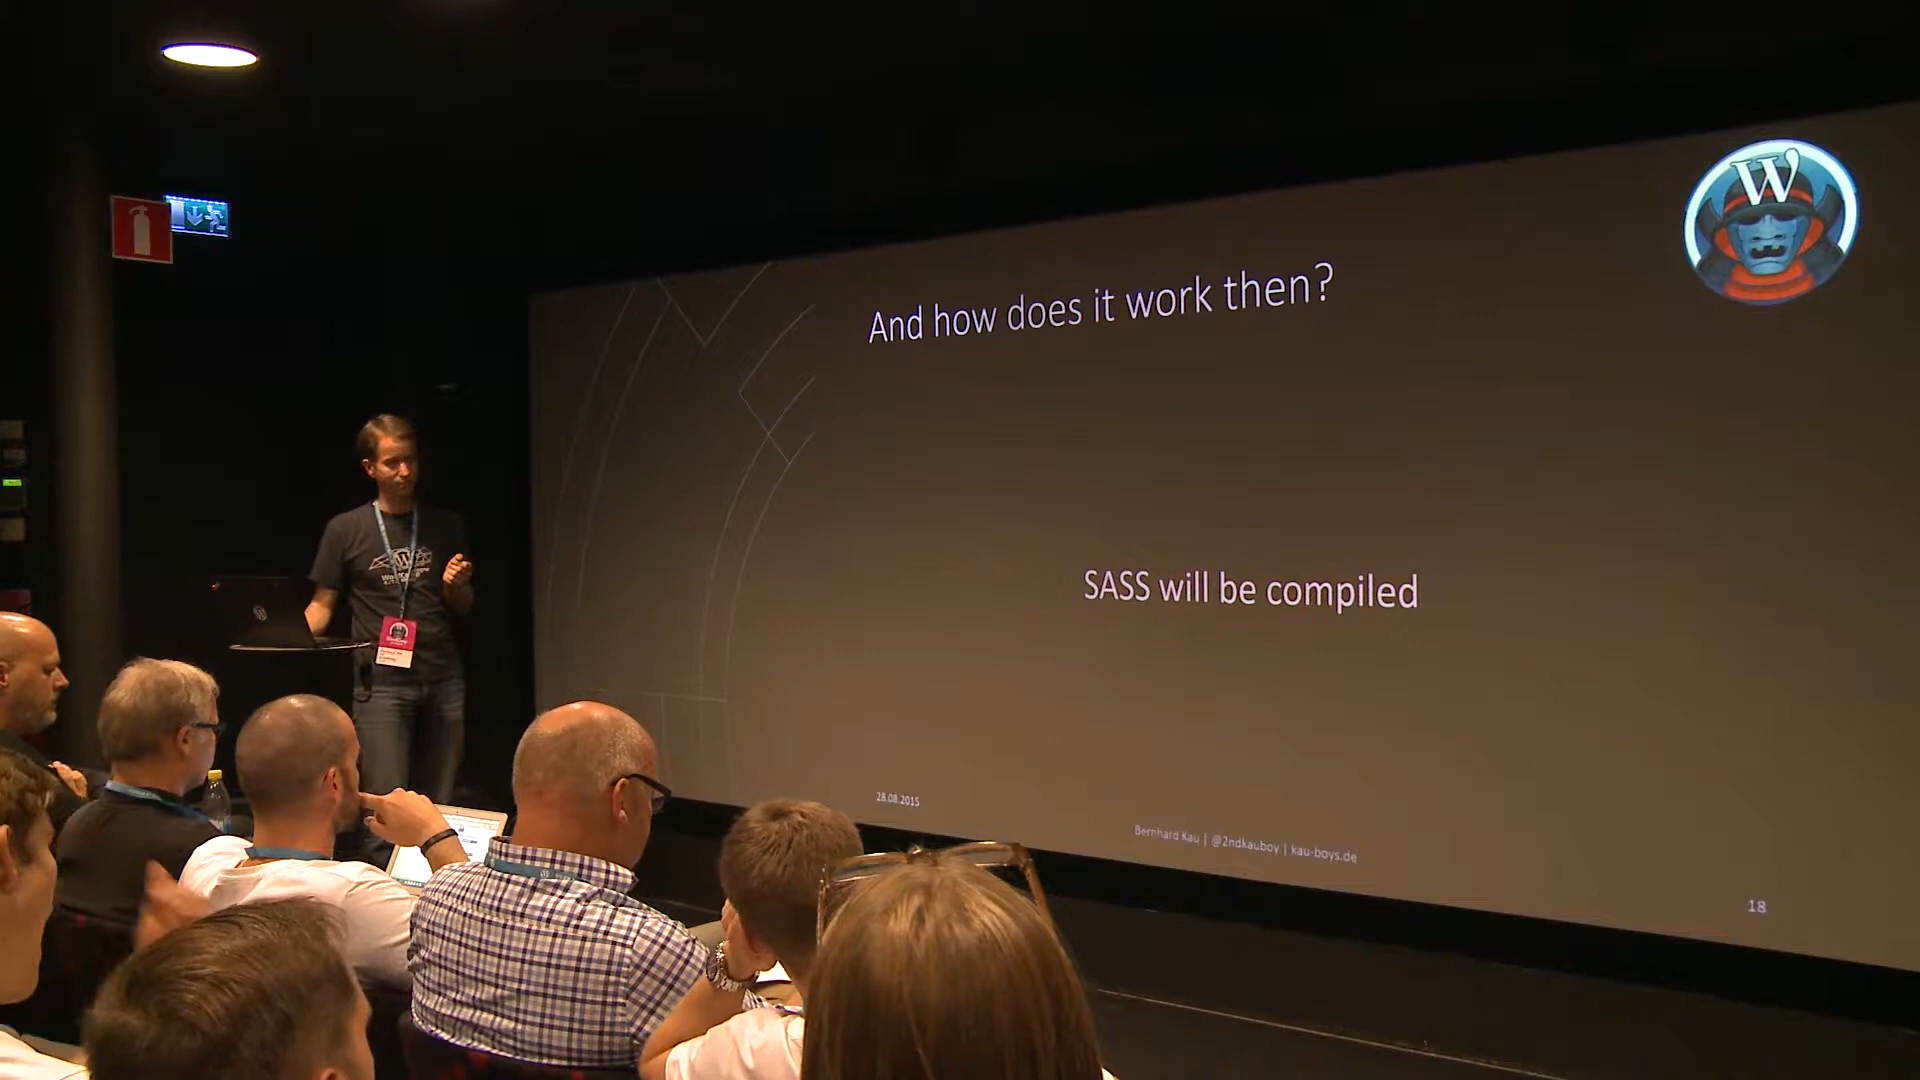 W
And how does it work then?
SASS will be compiled
28.08.2015
Bernhard Kau | @2ndkauboy | kau-boys.de
18